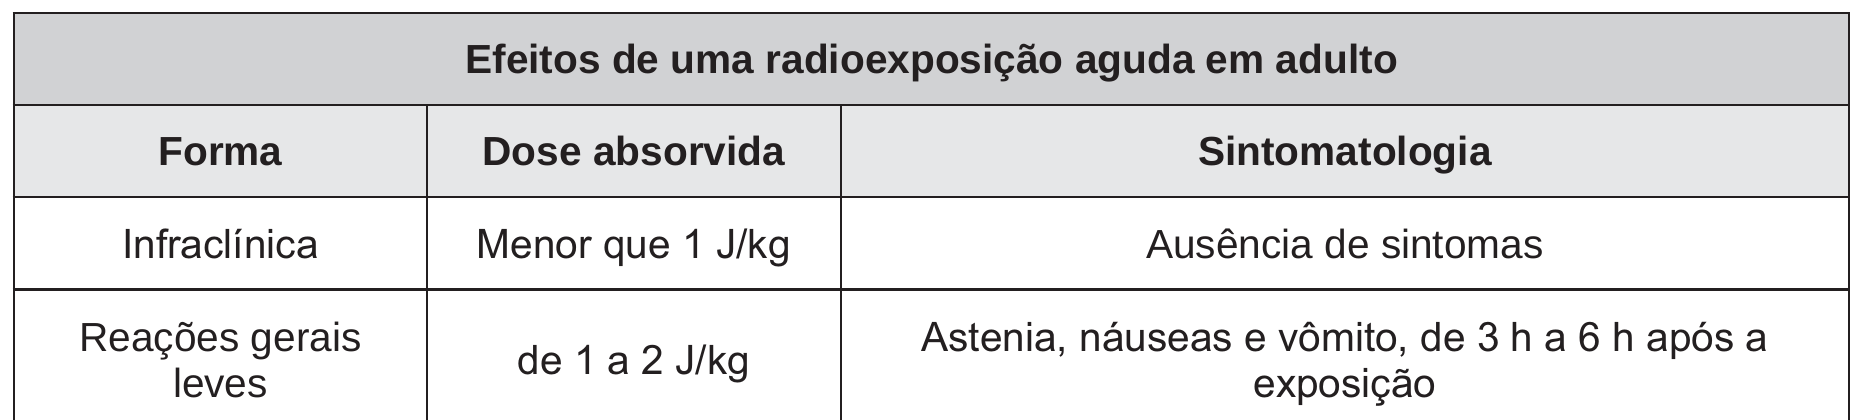 Efeitos de uma radioexposição aguda em adulto
Forma Dose absorvida Sintomatologia
Infraclínica Menor que 1 J/kg Ausência de sintomas
Reações gerais
leves
de 1 a 2 J/kg
Astenia, náuseas e vômito, de 3 h a 6 h após a
exposição